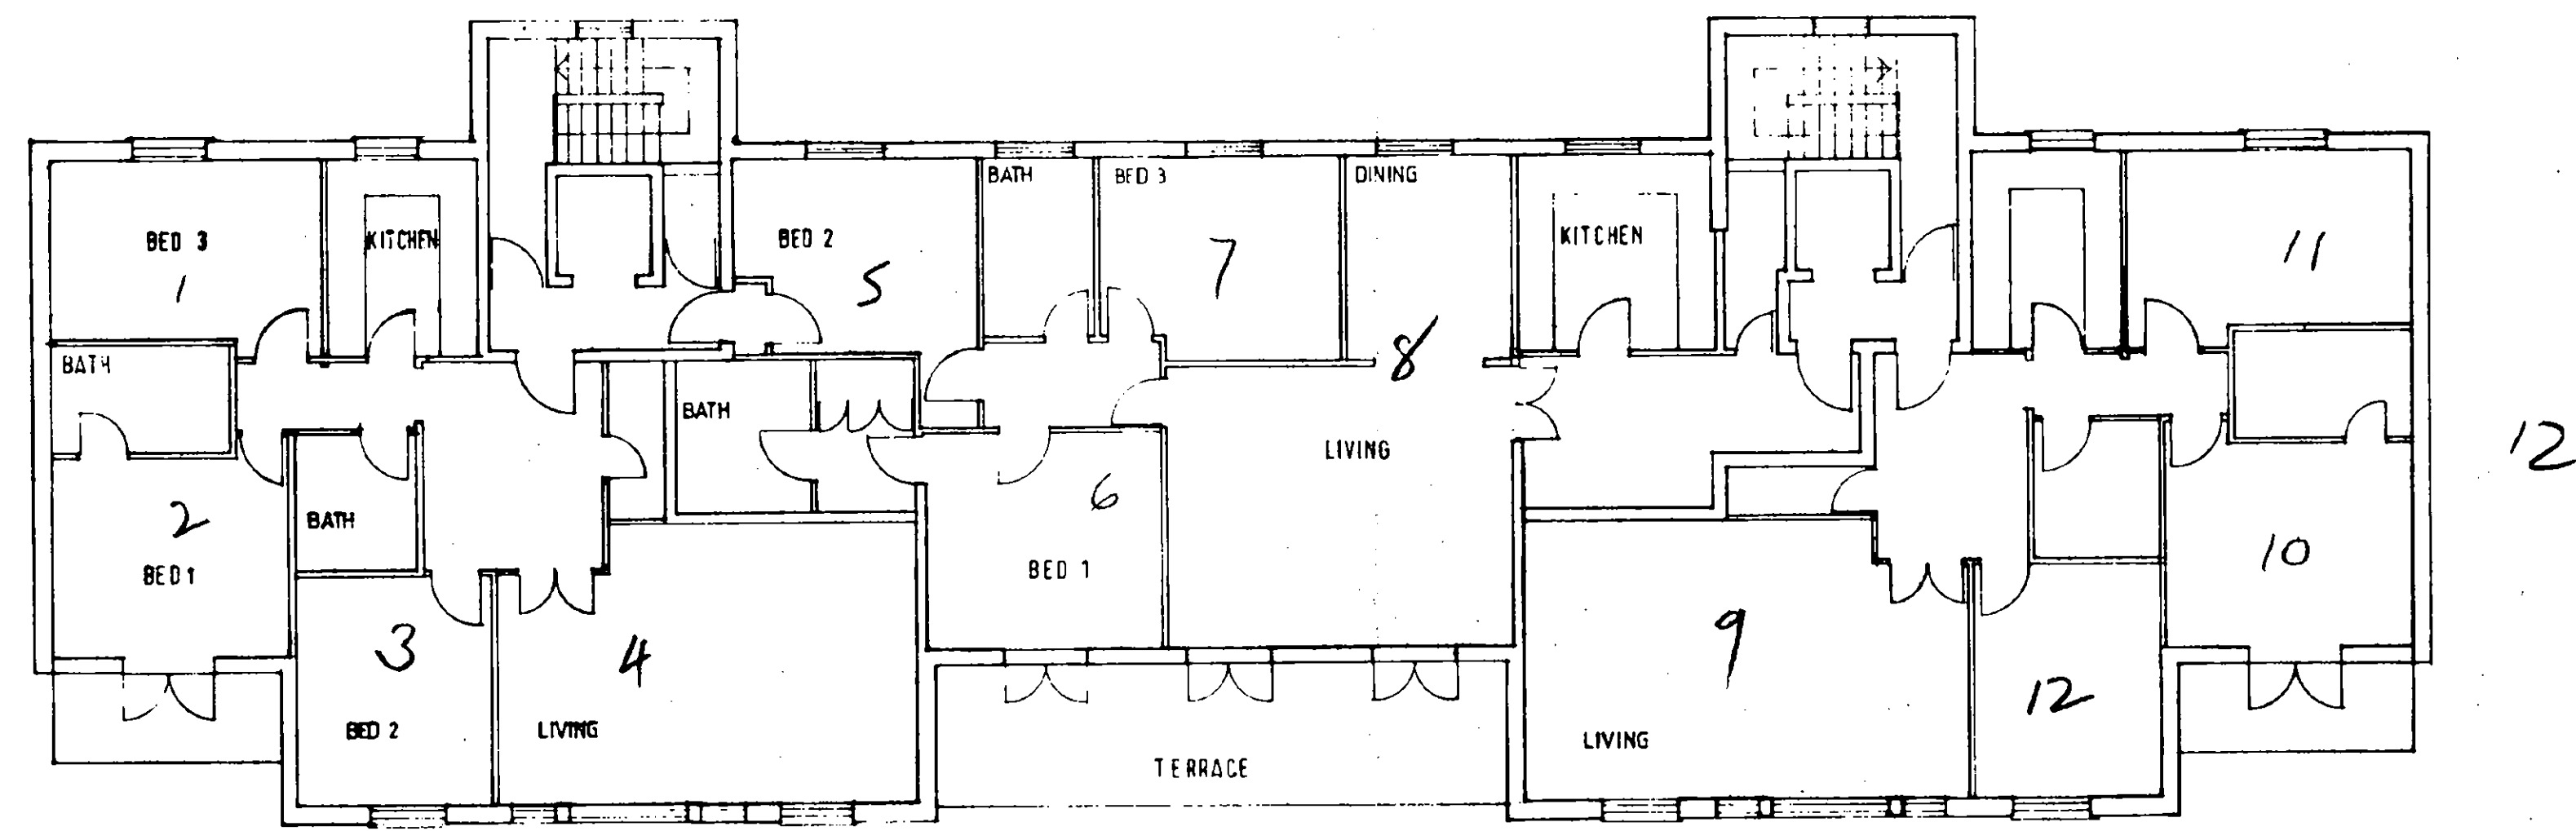 BATH
BED 3
DINING
BED 3
KITCHEN
BED 2
KITCHEN
1
5
7
11
BATH
8
BATH
LIVING
12
2
BATH
6
BED 1
BED 1
10
3
4
9
12
BED 2
LIVING
LIVING
TERRACE